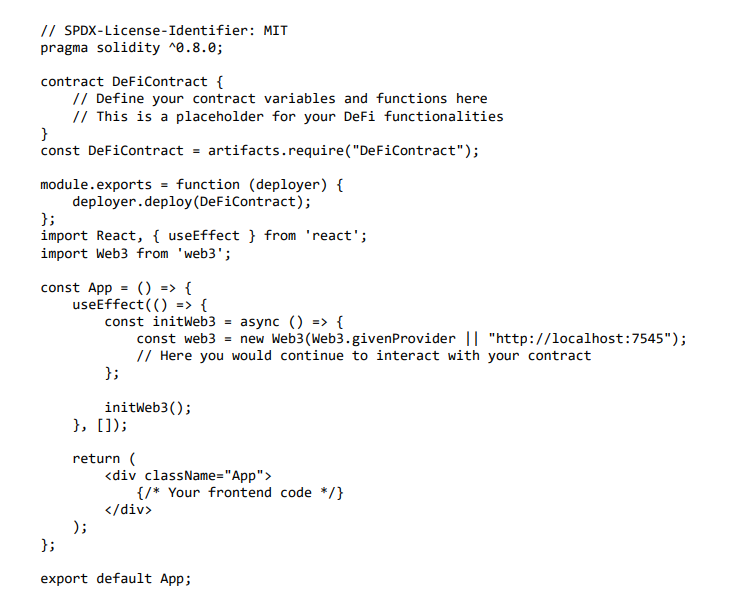 // SPDX-License-Identifier: MIT
pragma solidity ^0.8.0;

contract DeFiContract {
    // Define your contract variables and functions here
    // This is a placeholder for your DeFi functionalities
}
const DeFiContract = artifacts.require("DeFiContract");

module.exports = function (deployer) {
    deployer.deploy(DeFiContract);
};
import React, { useEffect } from 'react';
import Web3 from 'web3';

const App = () => {
    useEffect(() => {
        const initWeb3 = async () => {
            const web3 = new Web3(Web3.givenProvider || "http://localhost:7545");
            // Here you would continue to interact with your contract
        };

        initWeb3();
    }, []);

    return (
        <div className="App">
            {/* Your frontend code */}
        </div>
    );
};

export default App;